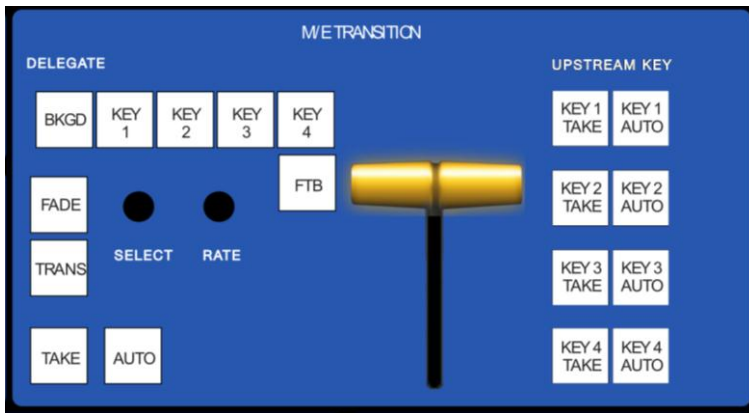 M/E TRANSITION
DELEGATE
UPSTREAM KEY
BKGD
KEY
1
KEY
2
KEY
3
KEY
4
KEY 1
TAKE
KEY 1
AUTO
FTB
FADE
KEY 2
TAKE
KEY 2
AUTO
SELECT
RATE
TRANS
KEY 3
TAKE
KEY 3
AUTO
TAKE
AUTO
KEY 4
TAKE
KEY 4
AUTO